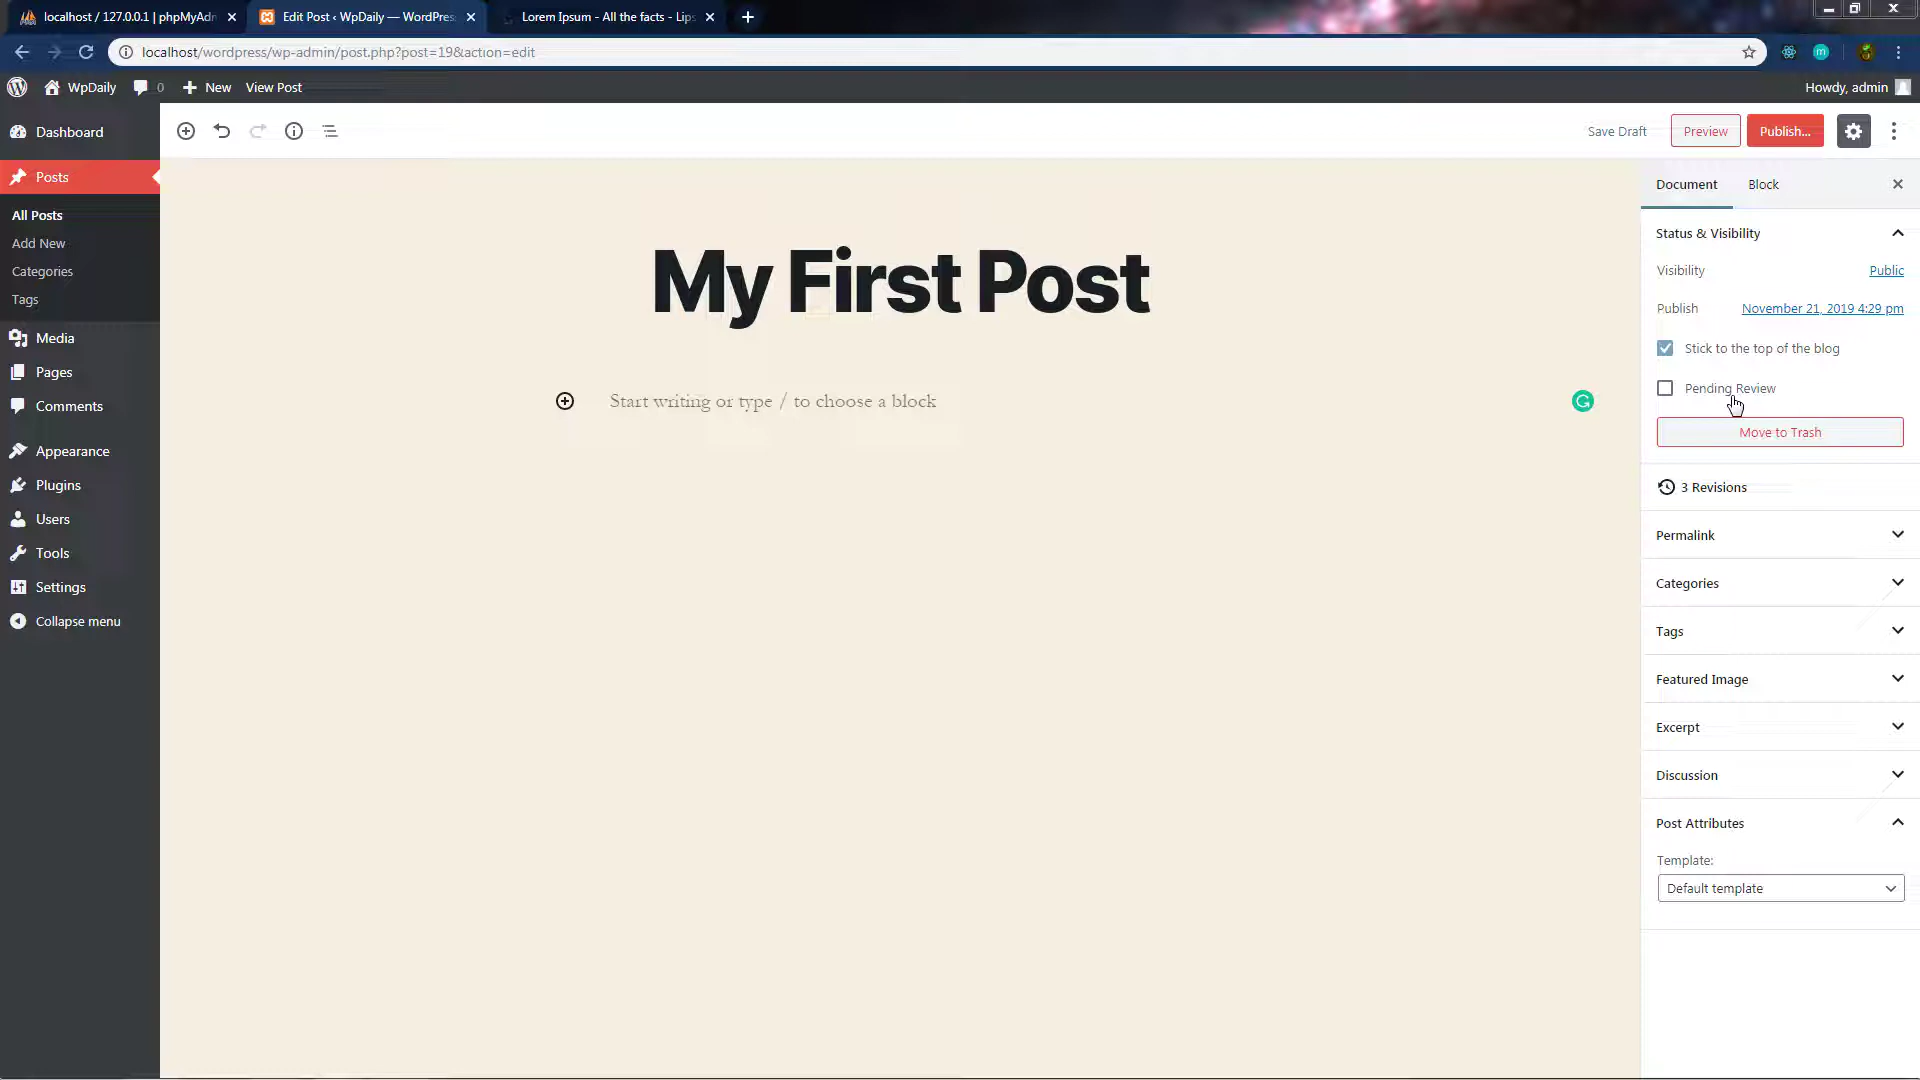 localhost / 127.0.0.1 | phpMyAdm
Edit Post ‹ WpDaily — WordPress
Lorem Ipsum - All the facts - Lips
localhost/wordpress/wp-admin/post.php?post=19&action=edit
WpDaily
0
New
View Post
Howdy, admin
Dashboard
Posts
All Posts
Add New
Categories
Tags
Media
Pages
Comments
Appearance
Plugins
Users
Tools
Settings
Collapse menu
Save Draft
Preview
Publish...
My First Post
Start writing or type / to choose a block
Document
Block
Status & Visibility
Visibility
Public
Publish
November 21, 2019 4:29 pm
Stick to the top of the blog
Pending Review
Move to Trash
3 Revisions
Permalink
Categories
Tags
Featured Image
Excerpt
Discussion
Post Attributes
Template:
Default template